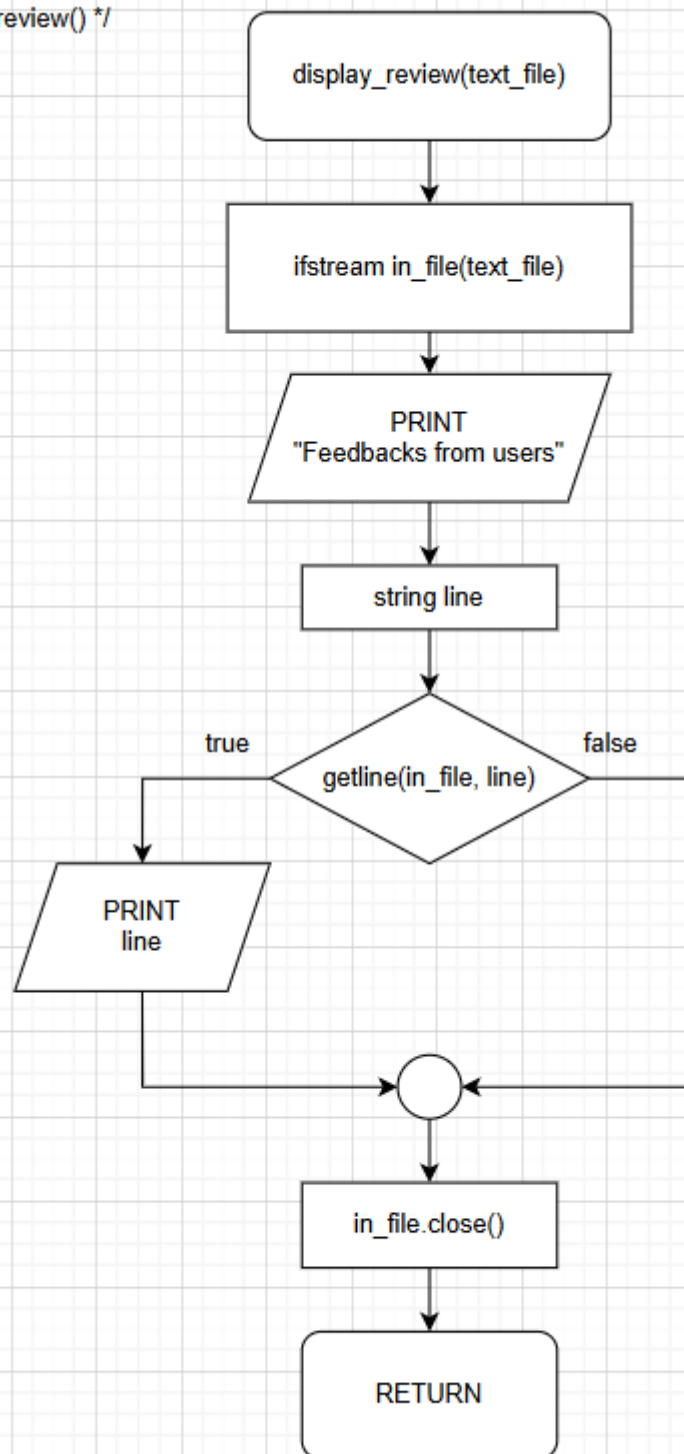 review() */
display_review(text_file)
ifstream in_file(text_file)
PRINT
"Feedbacks from users"
string line
true
false
getline(in_file, line)
PRINT
line
in_file.close()
RETURN